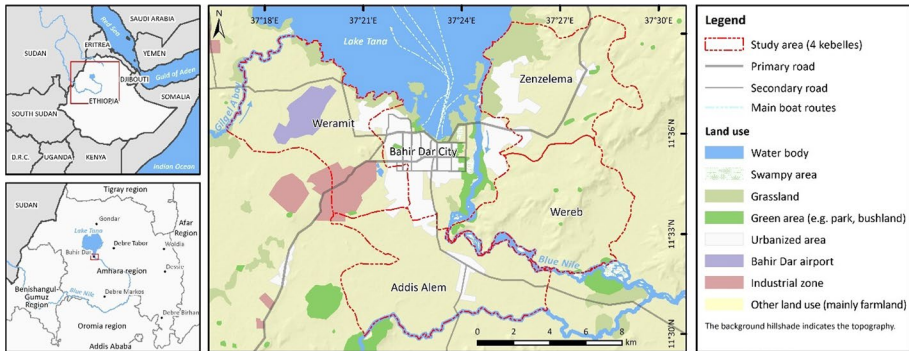 SAUDI ARABIA
Red Sea
SUDAN
ERITREA
YEMEN
DJIBOUTI
Gulf of Aden
ETHIOPIA
SOMALIA
SOUTH SUDAN
D.R.C.
UGANDA
KENYA
Indian Ocean
SUDAN
Tigray region
Gondar
Afar
Region
Lake Tana
Debre Tabor
Woldia
Bahir Dar
Amhara region
Dessie
Benishangul-
Gumuz
Region
Blue Nile
Debre Markos
Debre Birhan
Oromia region
Addis Ababa
37°18'E
37°21'E
37°24'E
37°27'E
37°30'E
N
Lake Tana
Zenzelema
Gilgel Abay
Weramit
Bahir Dar City
11°36'N
Wereb
11°33'N
Blue Nile
Addis Alem
11°30'N
0 2 4 6 8
km
Legend
Study area (4 kebelles)
Primary road
Secondary road
Main boat routes
Land use
Water body
Swampy area
Grassland
Green area (e.g. park, bushland)
Urbanized area
Bahir Dar airport
Industrial zone
Other land use (mainly farmland)
The background hillshade indicates the topography.